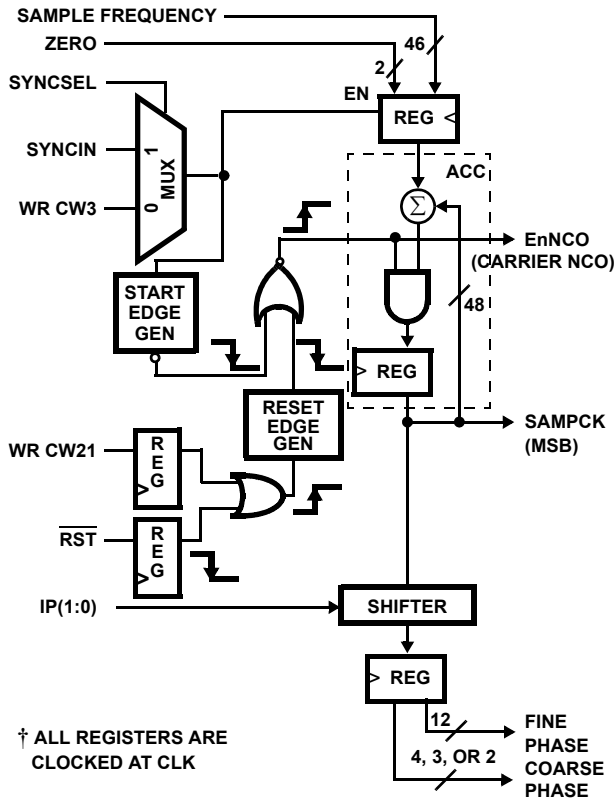 SAMPLE FREQUENCY
ZERO
46
2
SYNCSEL
EN
REG
SYNCIN
1
MUX
0
WR CW3
ACC
Σ
EnNCO
(CARRIER NCO)
START
EDGE
GEN
48
REG
RESET
EDGE
GEN
SAMPCK
(MSB)
WR CW21
REG
RST
REG
IP(1:0)
SHIFTER
REG
12
FINE
PHASE
4, 3, OR 2
COARSE
PHASE
† ALL REGISTERS ARE
CLOCKED AT CLK